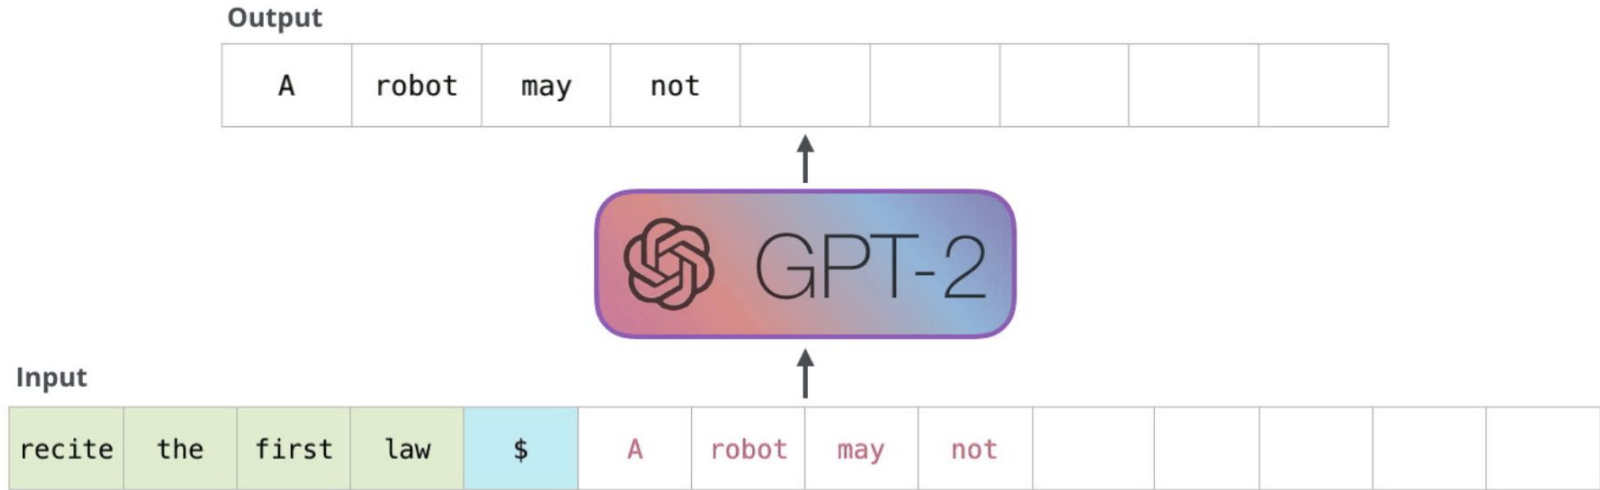 Output
A robot may not
GPT-2
Input
recite the first law $ A robot may not